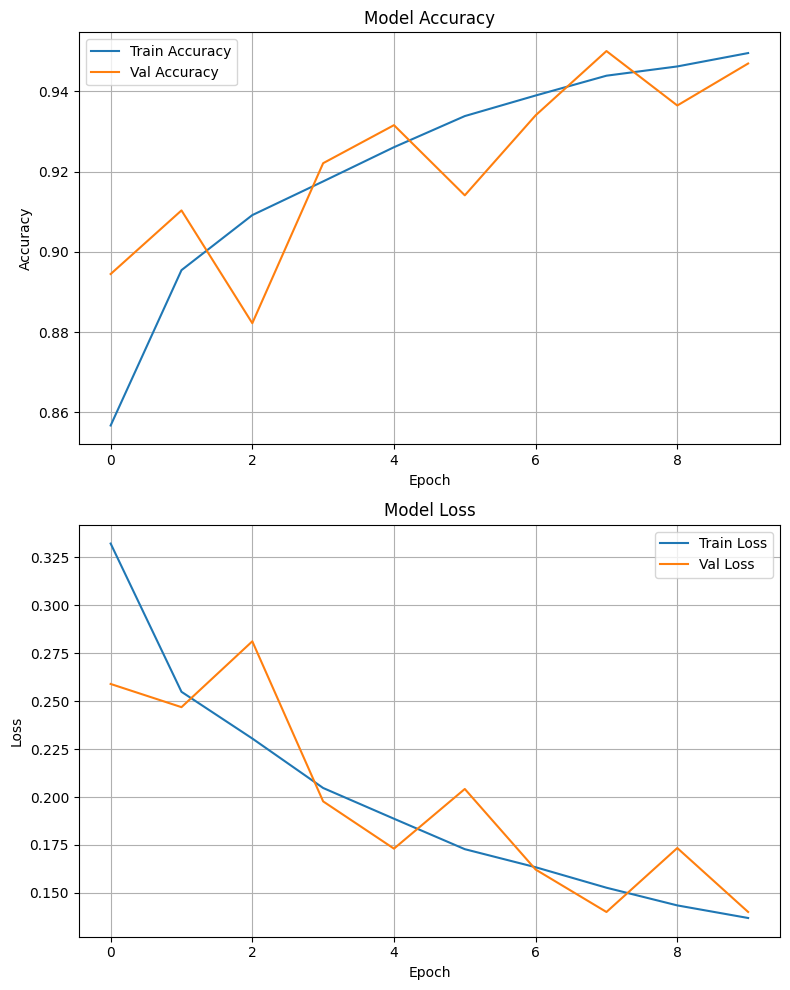 Model Accuracy
Train Accuracy
Val Accuracy
0.94
0.92
0.90
0.88
0.86
Accuracy
0 2 4 6 8
Epoch
Model Loss
Train Loss
Val Loss
0.325
0.300
0.275
0.250
0.225
0.200
0.175
0.150
Loss
0 2 4 6 8
Epoch